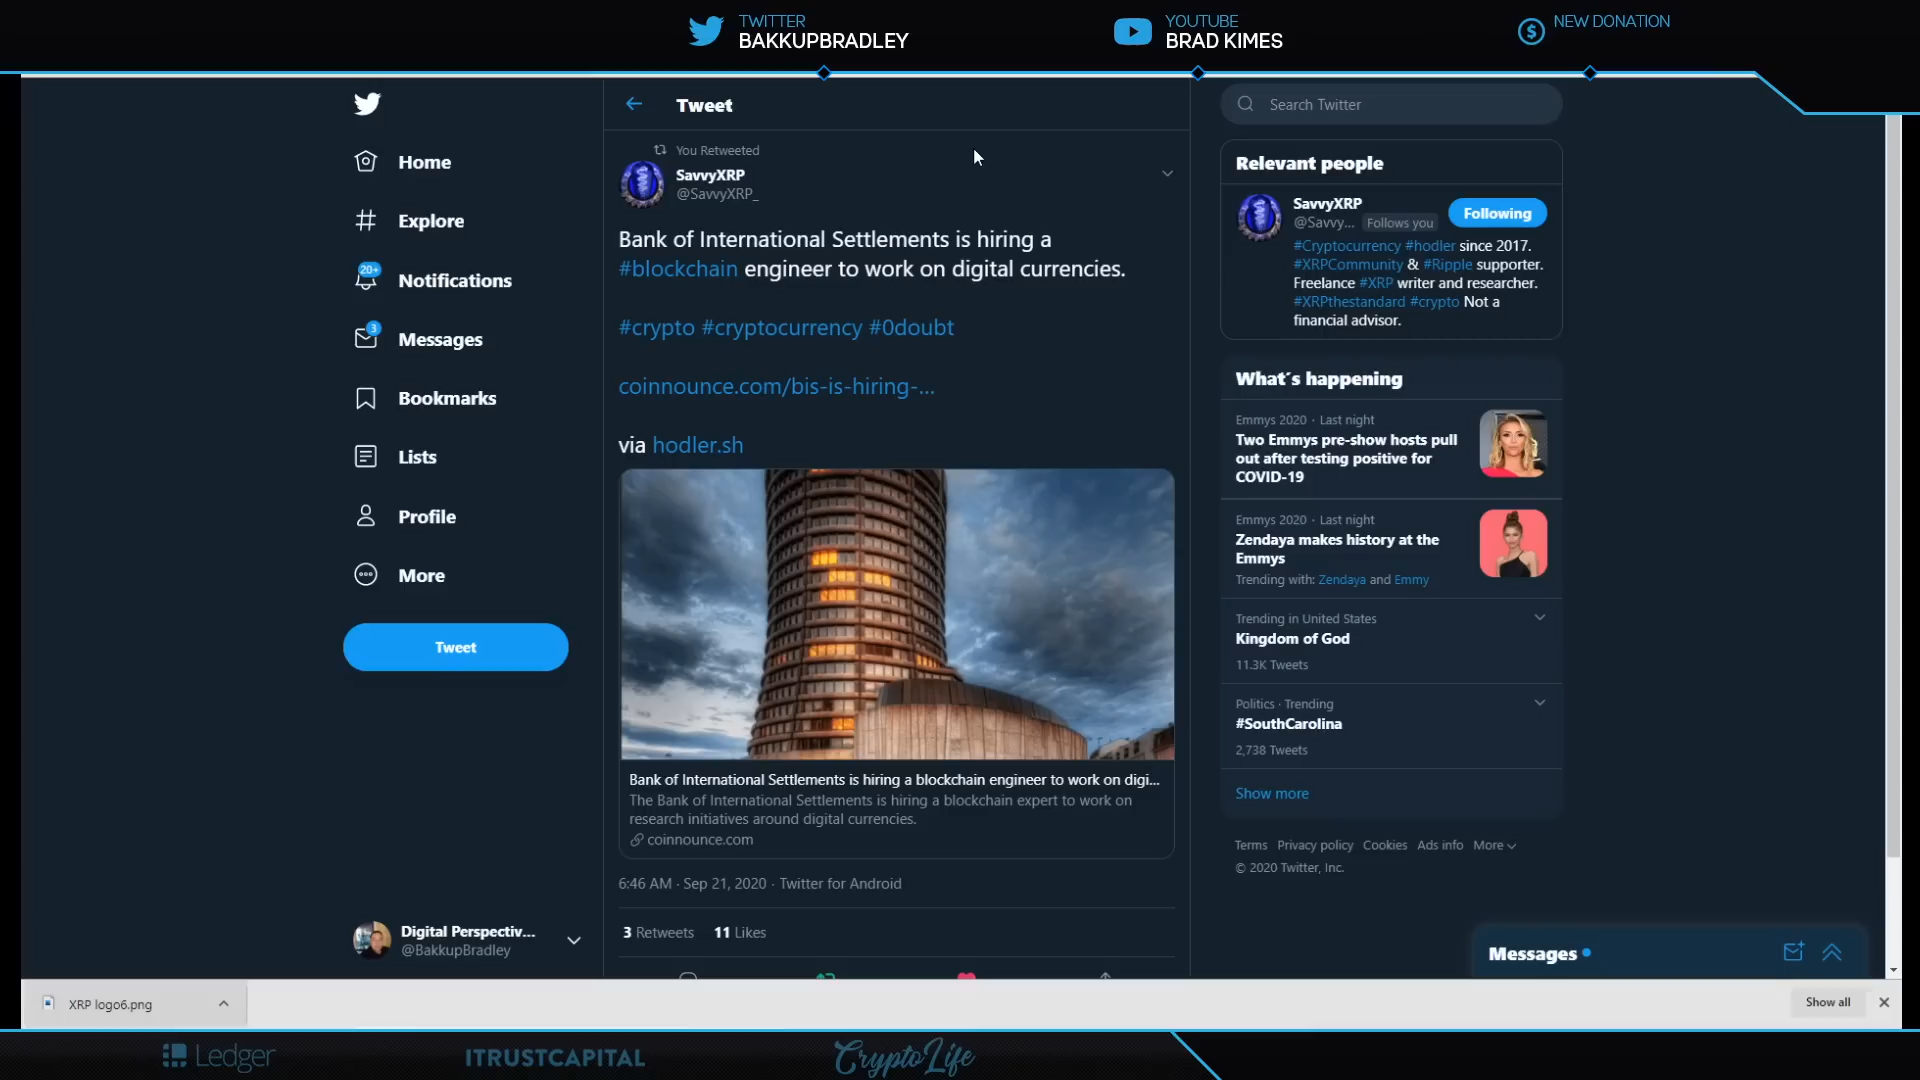 TWITTER
BAKKUPBRADLEY
YOUTUBE
BRAD KIMES
NEW DONATION
Home
Explore
20+
Notifications
3
Messages
Bookmarks
Lists
Profile
More
Tweet
Digital Perspectiv...
@BakkupBradley
Tweet
You Retweeted
SavvyXRP
@SavvyXRP_
Bank of International Settlements is hiring a
#blockchain engineer to work on digital currencies.
#crypto #cryptocurrency #0doubt
coinnounce.com/bis-is-hiring-...
via hodler.sh
Bank of International Settlements is hiring a blockchain engineer to work on digi...
The Bank of International Settlements is hiring a blockchain expert to work on
research initiatives around digital currencies.
coinnounce.com
6:46 AM · Sep 21, 2020 · Twitter for Android
3 Retweets 11 Likes
Search Twitter
Relevant people
SavvyXRP
@Savvy... Follows you
Following
#Cryptocurrency #hodler since 2017.
#XRPCommunity & #Ripple supporter.
Freelance #XRP writer and researcher.
#XRPthestandard #crypto Not a
financial advisor.
What's happening
Emmys 2020 · Last night
Two Emmys pre-show hosts pull
out after testing positive for
COVID-19
Emmys 2020 · Last night
Zendaya makes history at the
Emmys
Trending with: Zendaya and Emmy
Trending in United States
Kingdom of God
11.3K Tweets
Politics · Trending
#SouthCarolina
2,738 Tweets
Show more
Terms Privacy policy Cookies Ads info More
© 2020 Twitter, Inc.
Messages
XRP logo6.png
Show all
Ledger
ITRUSTCAPITAL
CryptoLife